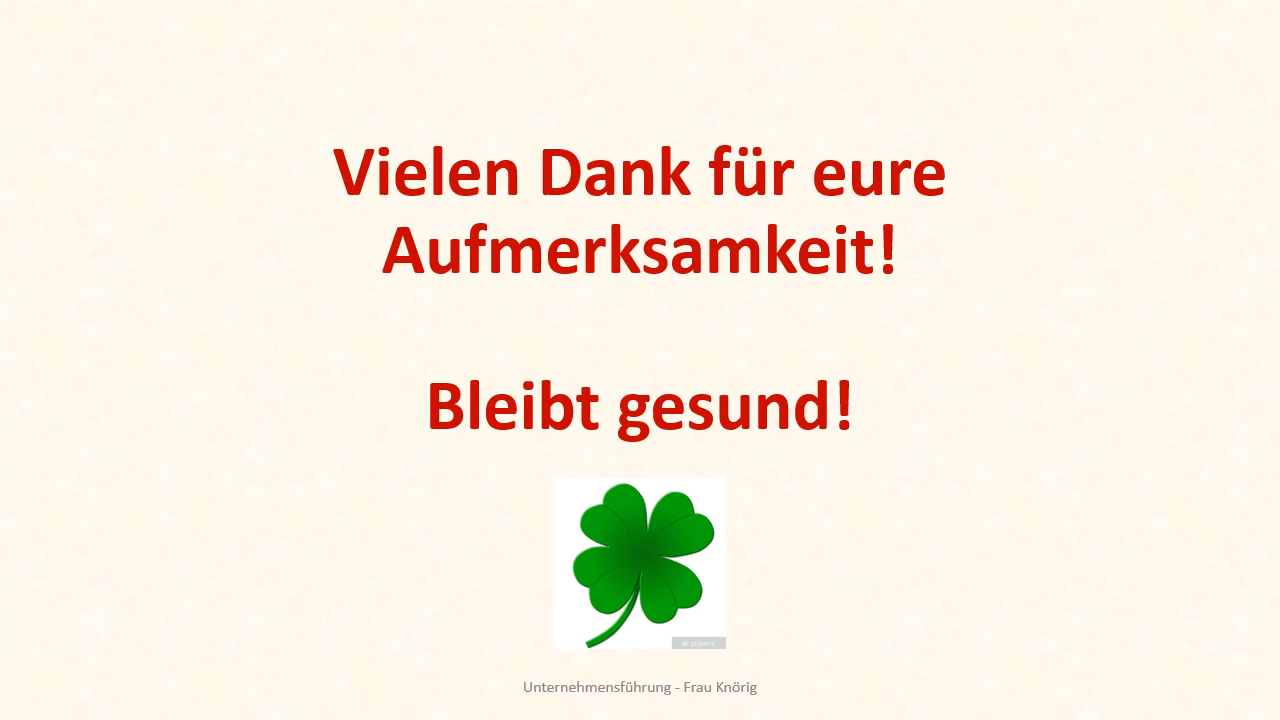 Vielen Dank für eure
Aufmerksamkeit!
Bleibt gesund!
Unternehmensführung - Frau Knörig